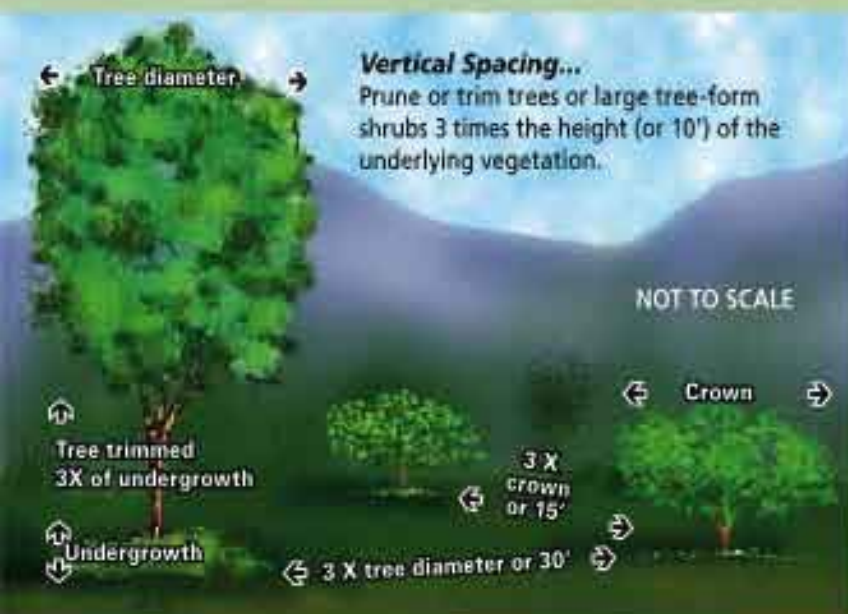 Tree diameter
Vertical Spacing...
Prune or trim trees or large tree-form
shrubs 3 times the height (or 10') of the
underlying vegetation.
NOT TO SCALE
Crown
Tree trimmed
3X of undergrowth
3 X
crown
or 15'
Undergrowth
3 X tree diameter or 30'